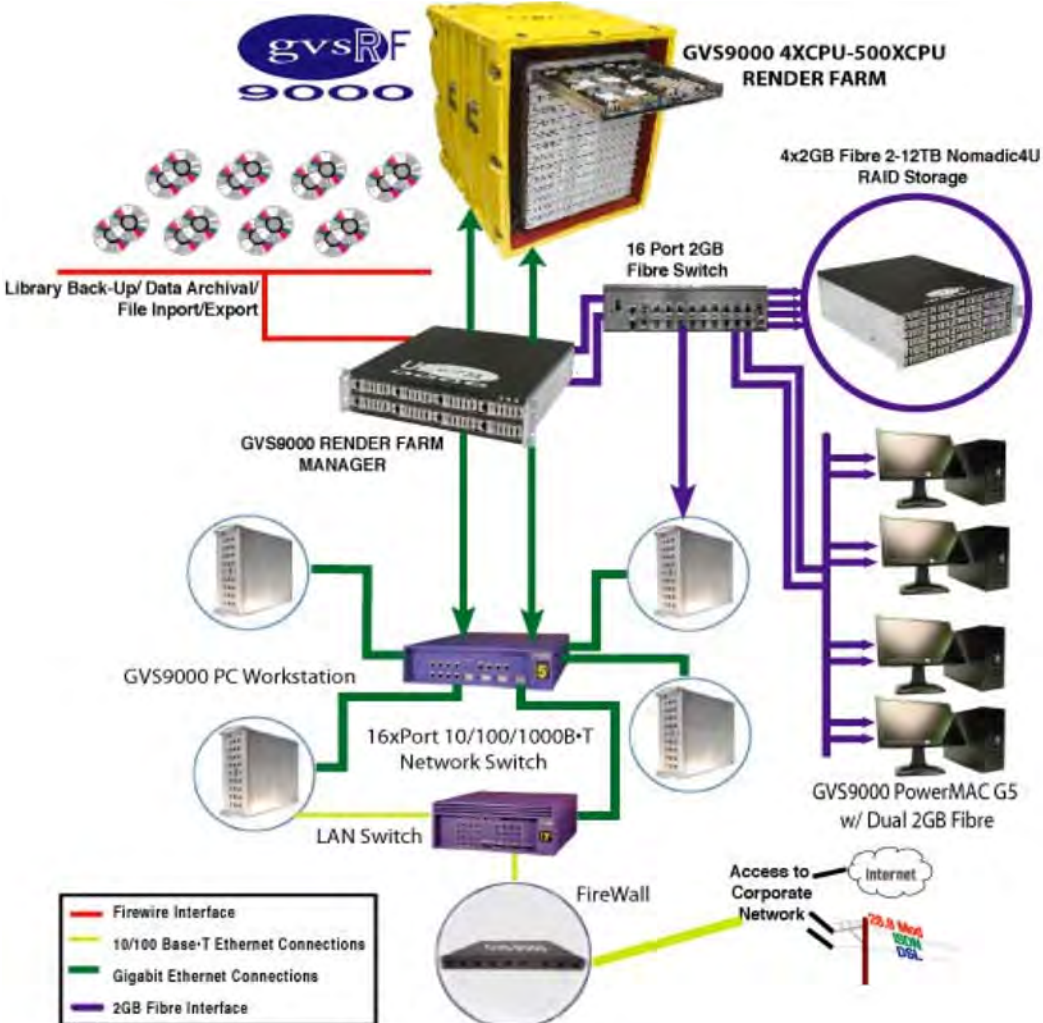 gvsRF
9000
GVS9000 4XCPU-500XCPU
RENDER FARM
4x2GB Fibre 2-12TB Nomadic4U
RAID Storage
16 Port 2GB
Fibre Switch
Library Back-Up/ Data Archival/
File Inport/Export
GVS9000 RENDER FARM
MANAGER
GVS9000 PC Workstation
5
16xPort 10/100/1000B•T
Network Switch
LAN Switch
GVS9000 PowerMAC G5
w/ Dual 2GB Fibre
FireWall
Access to
Corporate
Network
Internet
28.8 Mod
ISDN
DSL
Firewire Interface
10/100 Base•T Ethernet Connections
Gigabit Ethernet Connections
2GB Fibre Interface